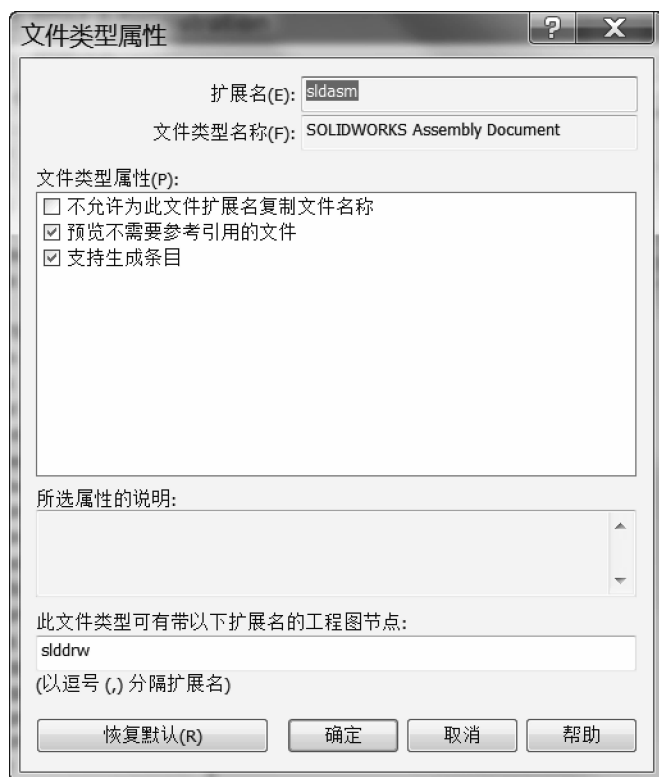 文件类型属性
扩展名(E): sldasm
文件类型名称(F): SOLIDWORKS Assembly Document
文件类型属性(P):
不允许为此文件扩展名复制文件名称
预览不需要参考引用的文件
支持生成条目
所选属性的说明:
此文件类型可有带以下扩展名的工程图节点:
slddrw
(以逗号 (,) 分隔扩展名)
恢复默认(R) 确定 取消 帮助